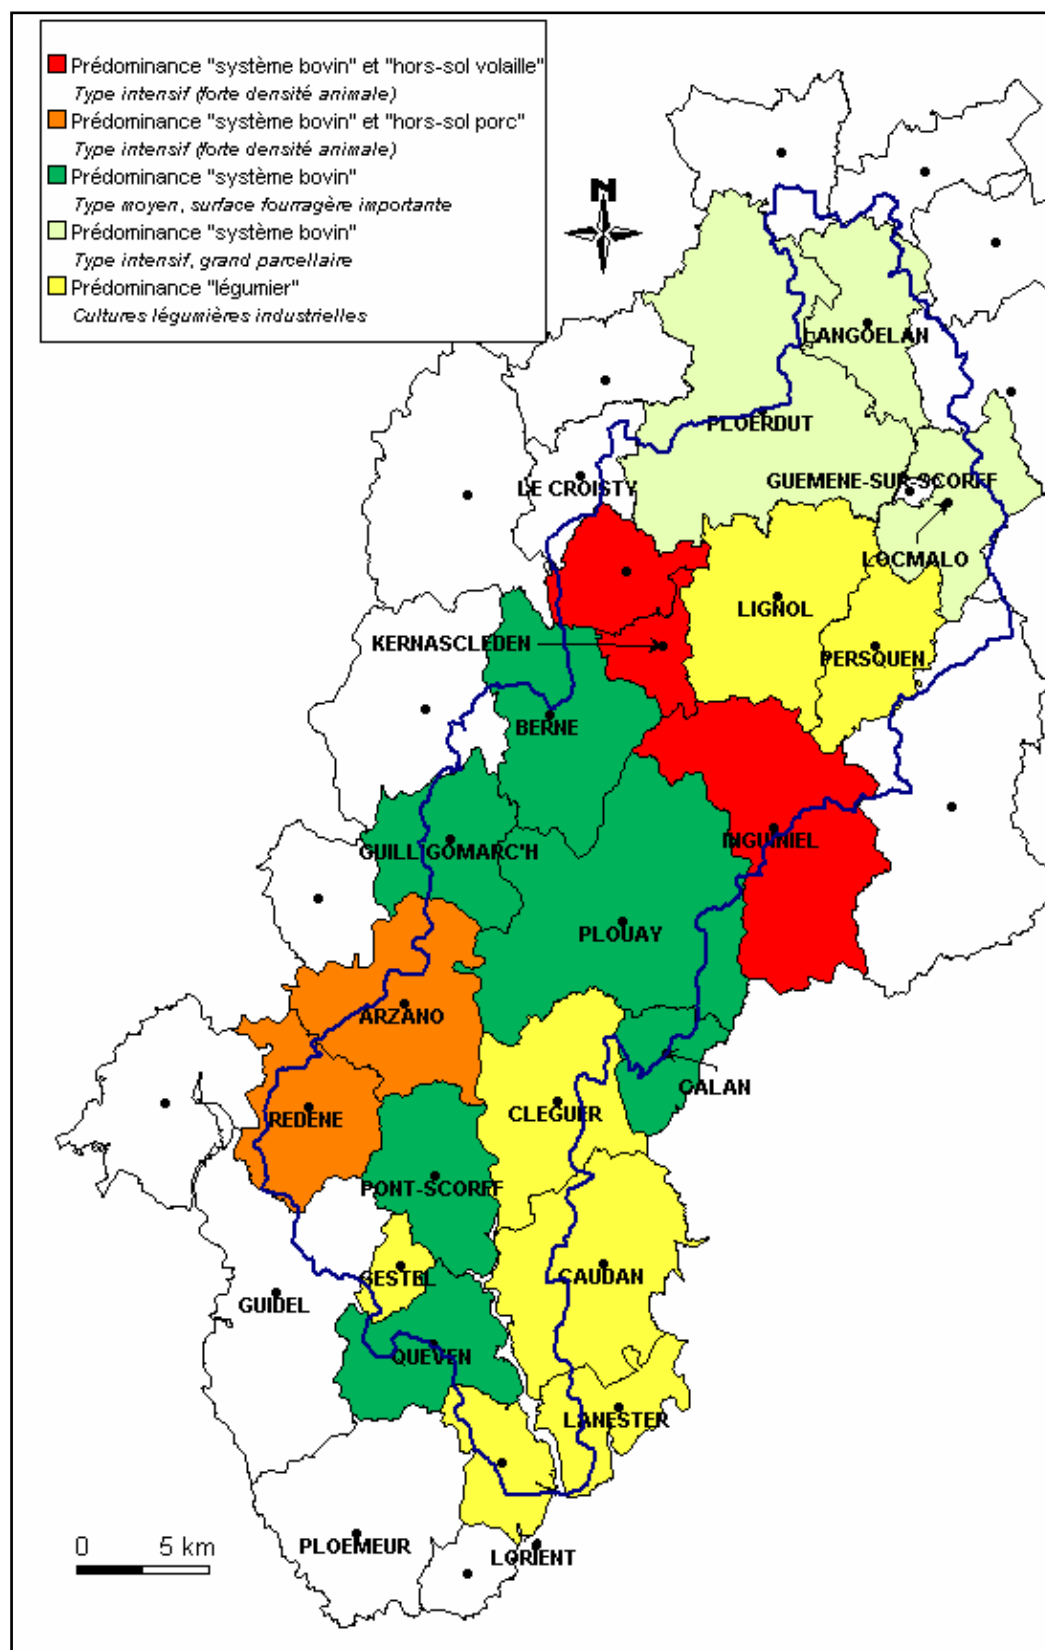 Prédominance "système bovin" et "hors-sol volaille"
Type intensif (forte densité animale)
Prédominance "système bovin" et "hors-sol porc"
Type intensif (forte densité animale)
Prédominance "système bovin"
Type moyen, surface fourragère importante
Prédominance "système bovin"
Type intensif, grand parcellaire
Prédominance "légumier"
Cultures légumières industrielles
N
LANGOELAN
PLOERDUT
GUEMENE-SUR-SCORFF
LE CROISTY
LOCMALO
LIGNOL
KERNASCLEDEN
PERSQUEN
BERNE
INGUINIEL
GUILLIGOMARC'H
PLOUAY
ARZANO
CALAN
REDENE
CLEGUER
PONT-SCORFF
GESTEL
CAUDAN
GUIDEL
QUEVEN
LANESTER
PLOEMEUR
LORIENT
0 5 km